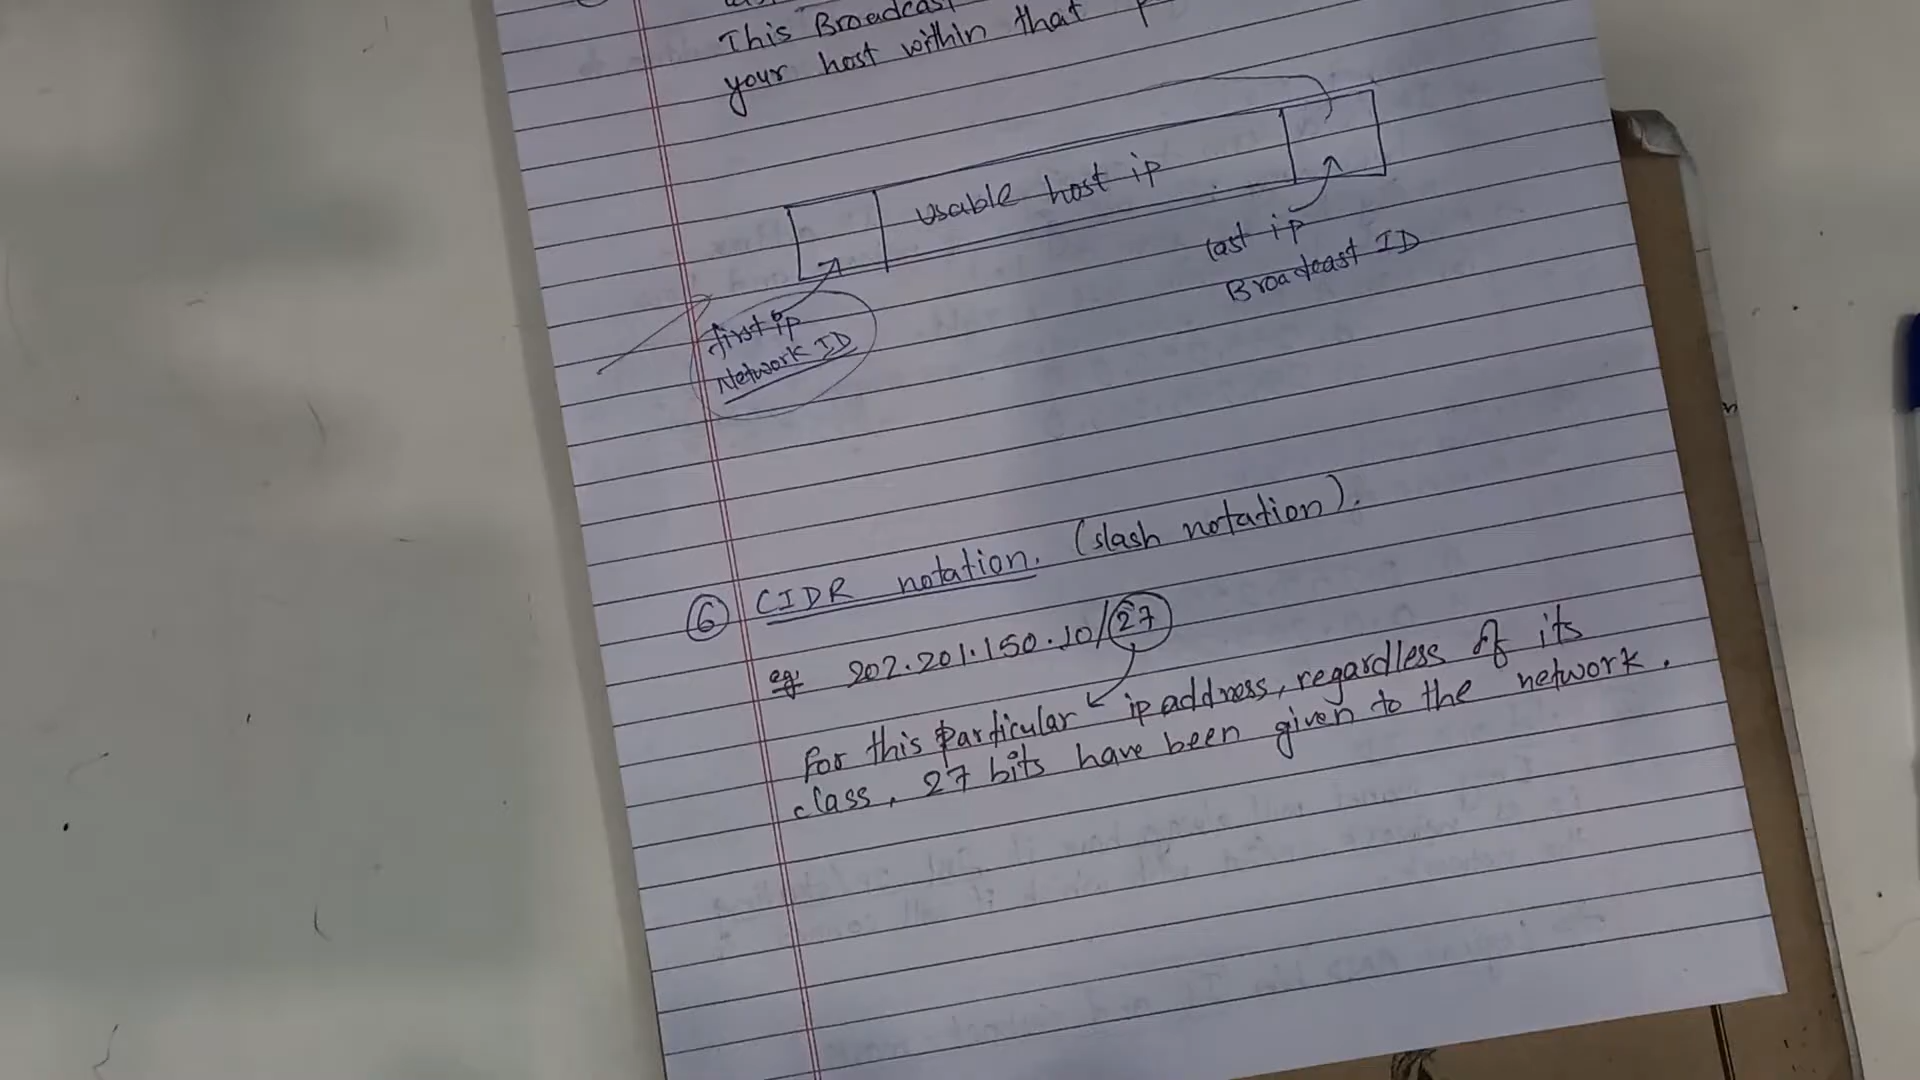 This Broadcast
your host within that
usable host ip
last ip
Broadcast ID
first ip
Network ID
6 CIDR notation. (slash notation).
eg: 202.201.150.10/27
for this particular ip address, regardless of its
class, 27 bits have been given to the network.